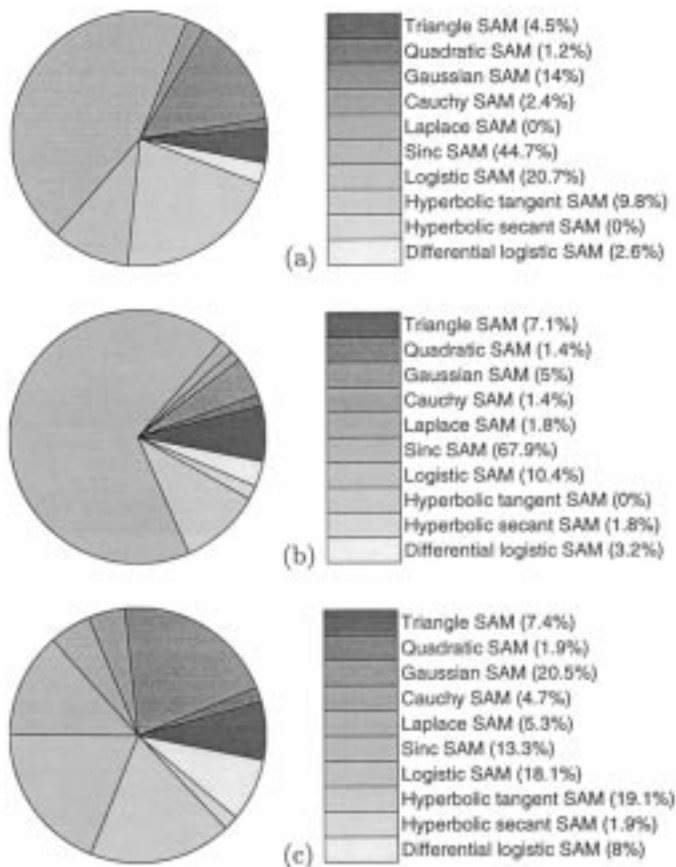 Triangle SAM (4.5%)
Quadratic SAM (1.2%)
Gaussian SAM (14%)
Cauchy SAM (2.4%)
Laplace SAM (0%)
Sinc SAM (44.7%)
Logistic SAM (20.7%)
Hyperbolic tangent SAM (9.8%)
Hyperbolic secant SAM (0%)
Differential logistic SAM (2.6%)
(a)
Triangle SAM (7.1%)
Quadratic SAM (1.4%)
Gaussian SAM (5%)
Cauchy SAM (1.4%)
Laplace SAM (1.8%)
Sinc SAM (67.9%)
Logistic SAM (10.4%)
Hyperbolic tangent SAM (0%)
Hyperbolic secant SAM (1.8%)
Differential logistic SAM (3.2%)
(b)
Triangle SAM (7.4%)
Quadratic SAM (1.9%)
Gaussian SAM (20.5%)
Cauchy SAM (4.7%)
Laplace SAM (5.3%)
Sinc SAM (13.3%)
Logistic SAM (18.1%)
Hyperbolic tangent SAM (19.1%)
Hyperbolic secant SAM (1.9%)
Differential logistic SAM (8%)
(c)